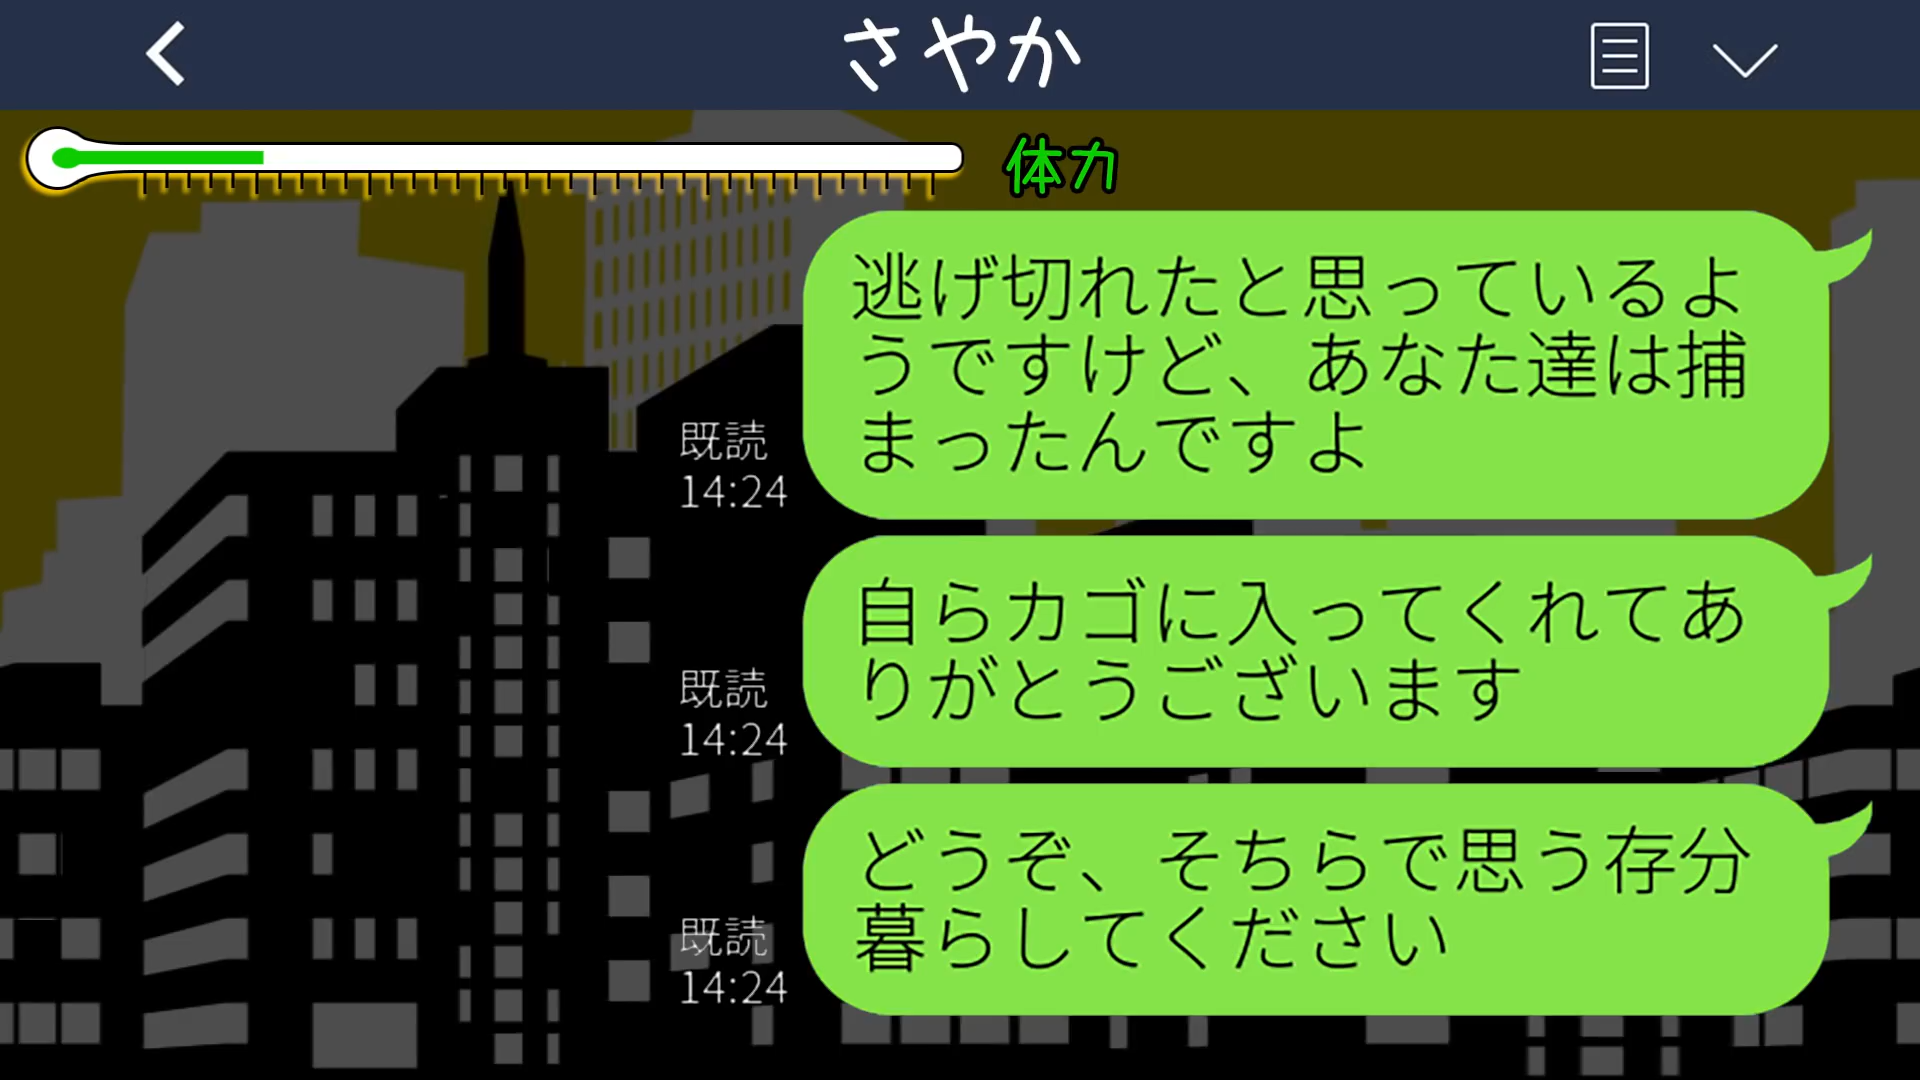 さやか
体力
逃げ切れたと思っているよ
うですけど、あなた達は捕
まったんですよ
既読
14:24
自らカゴに入ってくれてあ
りがとうございます
既読
14:24
どうぞ、そちらで思う存分
暮らしてください
既読
14:24